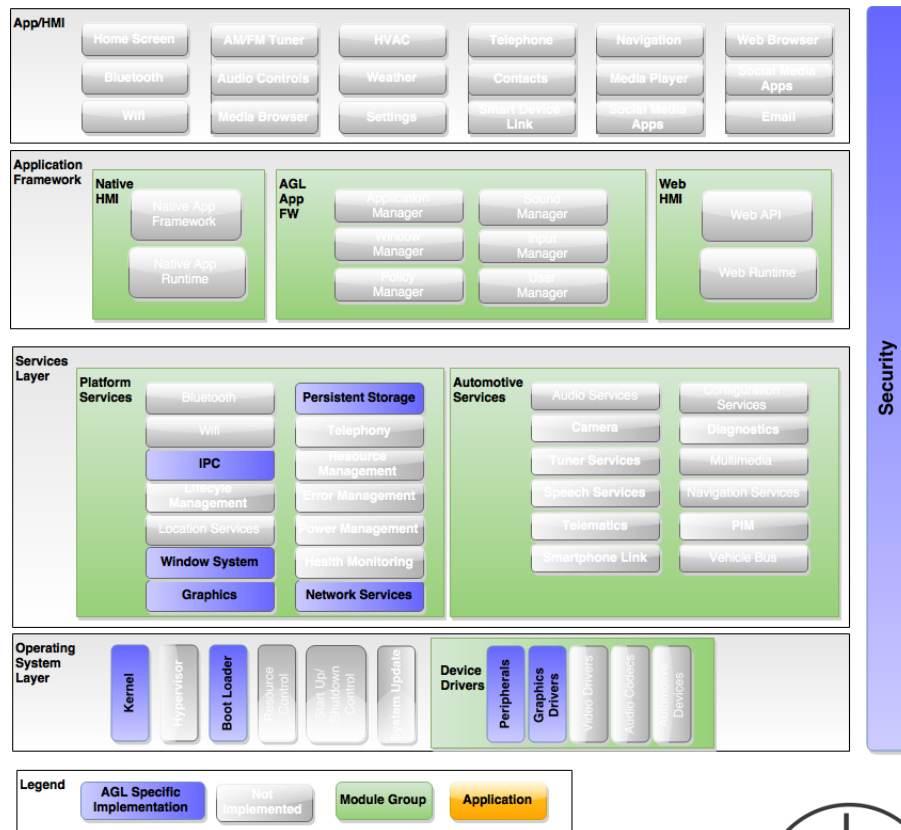 App/HMI
Home Screen
AM/FM Tuner
HVAC
Telephone
Navigation
Web Browser
Bluetooth
Audio Controls
Weather
Contacts
Media Player
Social Media
Apps
Wifi
Media Browser
Settings
Smart Device
Link
Social Media
Apps
Email
Application
Framework
Native
HMI
Native App
Framework
Native App
Runtime
AGL
App
FW
Application
Manager
Sound
Manager
Window
Manager
Input
Manager
Policy
Manager
User
Manager
Web
HMI
Web API
Web Runtime
Services
Layer
Platform
Services
Bluetooth
Persistent Storage
Wifi
Telephony
IPC
Resource
Management
Lifecyle
Management
Error Management
Location Services
Power Management
Window System
Health Monitoring
Graphics
Network Services
Automotive
Services
Audio Services
Configuration
Services
Camera
Diagnostics
Tuner Services
Multimedia
Speech Services
Navigation Services
Telematics
PIM
Smartphone Link
Vehicle Bus
Operating
System
Layer
Kernel
Hypervisor
Boot Loader
Resource
Control
Start Up/
Shutdown
Control
System Update
Device
Drivers
Peripherals
Graphics
Drivers
Video Drivers
Audio Codecs
Automotive
Devices
Security
Legend
AGL Specific
Implementation
Not
Implemented
Module Group
Application